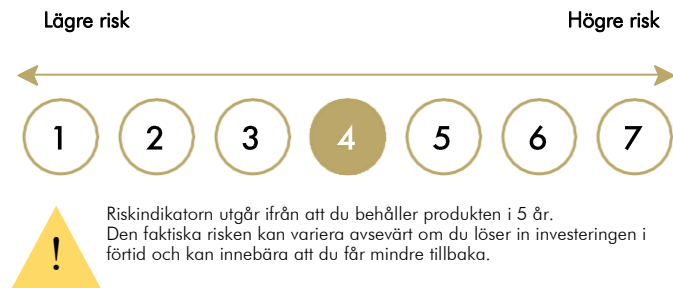 Lägre risk Högre risk
1 2 3 4 5 6 7
! Riskindikatorn utgår ifrån att du behåller produkten i 5 år.
Den faktiska risken kan variera avsevärt om du löser in investeringen i
förtid och kan innebära att du får mindre tillbaka.